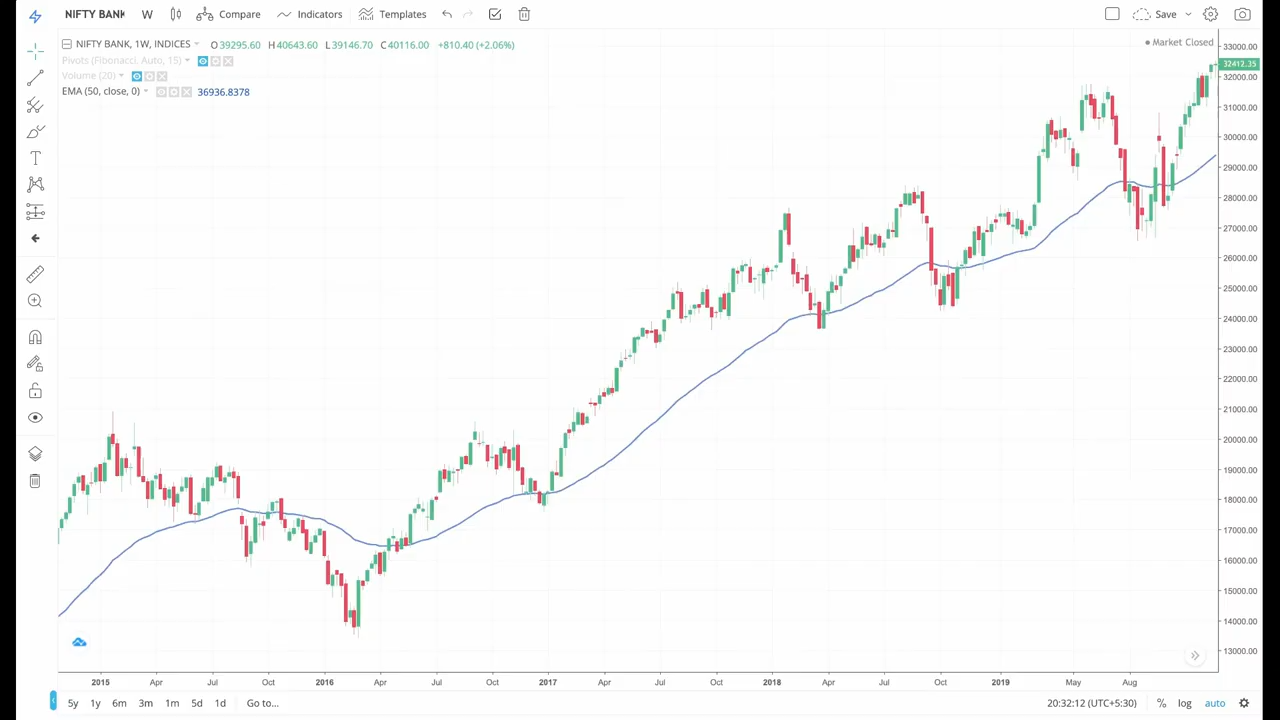 NIFTY BANK W Compare Indicators Templates Save
NIFTY BANK, 1W, INDICES O39295.60 H40643.60 L39146.70 C40116.00 +810.40 (+2.06%)
Market Closed
Pivots (Fibonacci, Auto, 15)
Volume (20)
EMA (50, close, 0) 36936.8378
33000.00
32412.35
32000.00
31000.00
30000.00
29000.00
28000.00
27000.00
26000.00
25000.00
24000.00
23000.00
22000.00
21000.00
20000.00
19000.00
18000.00
17000.00
16000.00
15000.00
14000.00
13000.00
2015 Apr Jul Oct 2016 Apr Jul Oct 2017 Apr Jul Oct 2018 Apr Jul Oct 2019 May Aug
5y 1y 6m 3m 1m 5d 1d Go to... 20:32:12 (UTC+5:30) % log auto